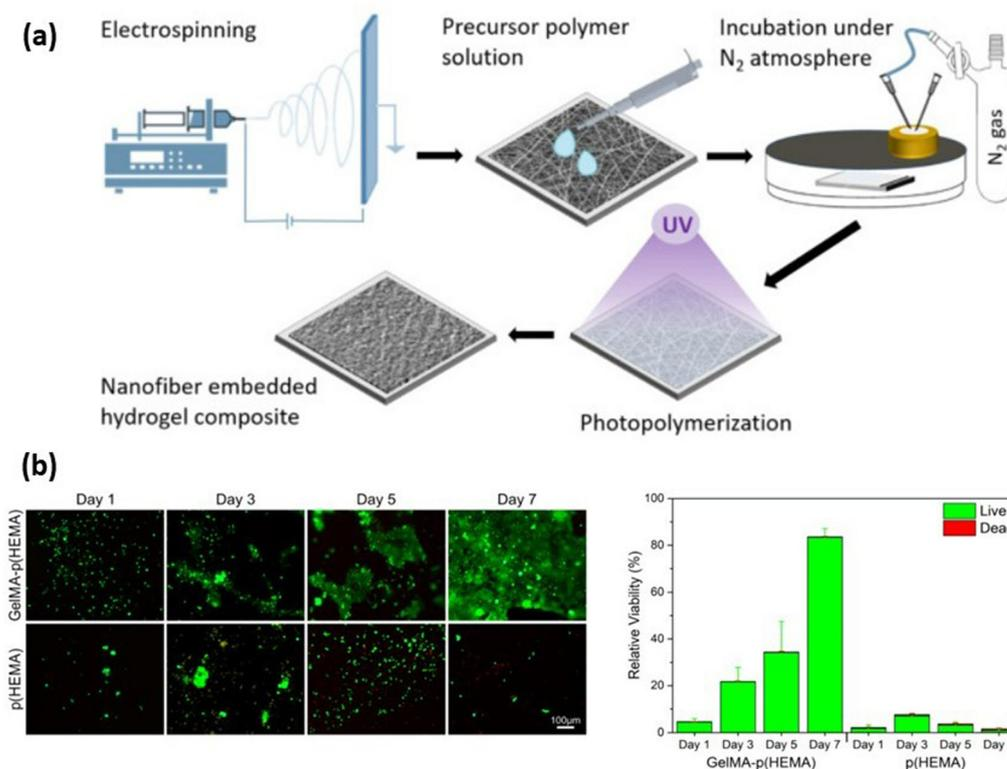 (a)
Electrospinning
Precursor polymer
solution
Incubation under
N₂ atmosphere
N₂ gas
UV
Nanofiber embedded
hydrogel composite
Photopolymerization
(b)
Day 1 Day 3 Day 5 Day 7
GelMA-p(HEMA)
p(HEMA)
100µm
Relative Viability (%)
100
80
60
40
20
0
Live
Dea
Day 1 Day 3 Day 5 Day 7 Day 1 Day 3 Day 5 Day
GelMA-p(HEMA) p(HEMA)